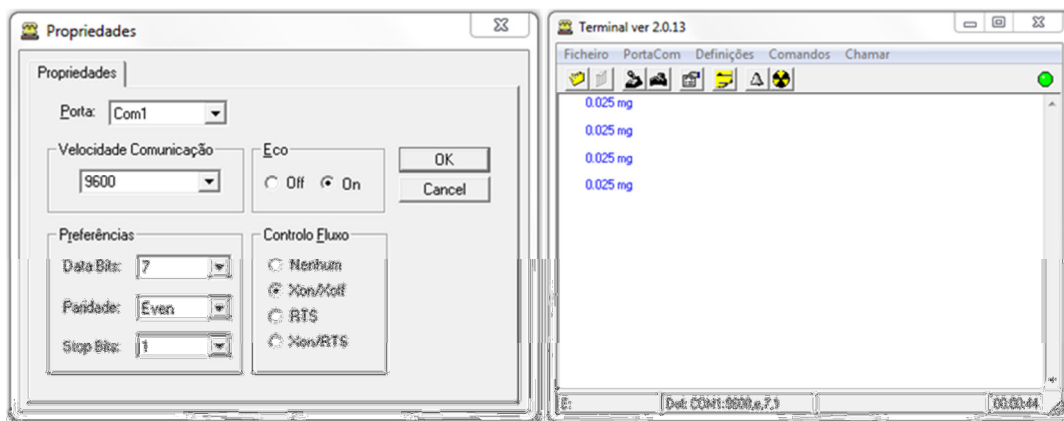 Propriedades
Propriedades
Porta: Com1
Velocidade Comunicação
9600
Eco
Off On
OK
Cancel
Preferências
Data Bits: 7
Paridade: Even
Stop Bits: 1
Controlo Fluxo
Nenhum
Xon/Xoff
RTS
Xon/RTS
Terminal ver 2.0.13
Ficheiro PortaCom Definições Comandos Chamar
0.025 mg
0.025 mg
0.025 mg
0.025 mg
E: Def: COM1:9600,e,7,1 00:00:44